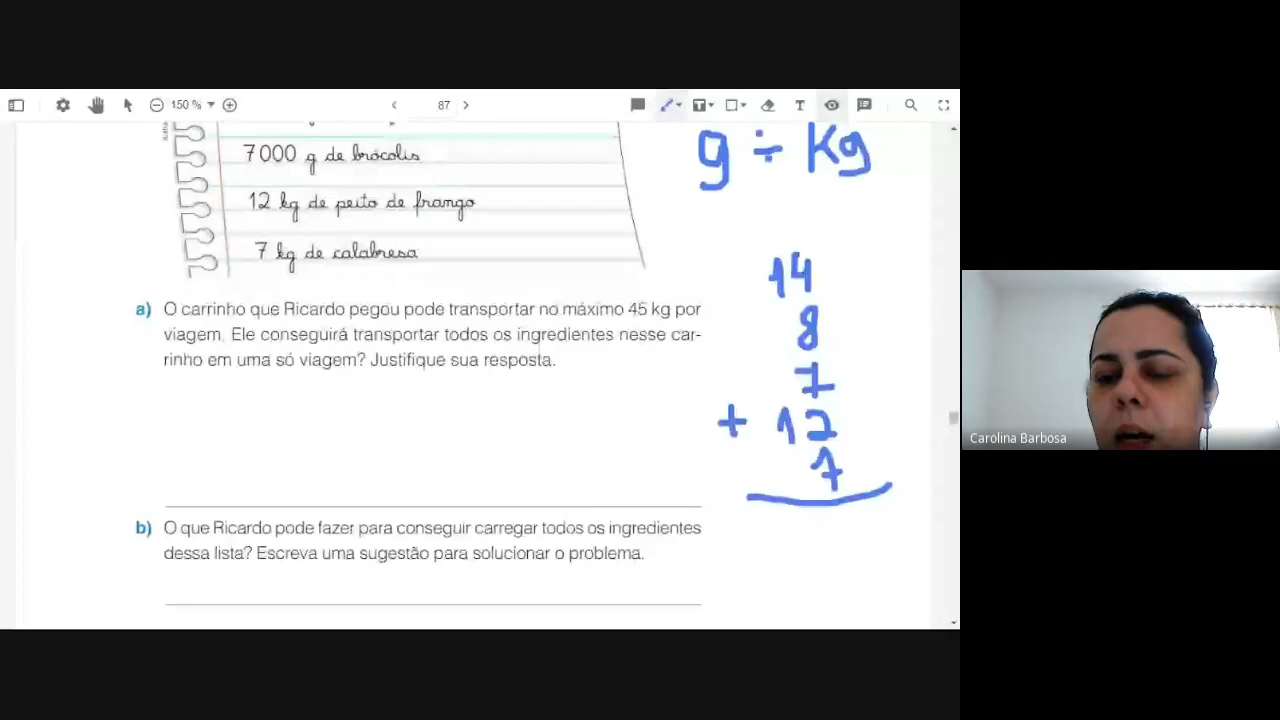 150 %
87
T
T
g ÷ Kg
7000 g de brócolis
12 kg de peito de frango
7 kg de calabresa
14
8
7
+ 12
7
a) O carrinho que Ricardo pegou pode transportar no máximo 45 kg por
viagem. Ele conseguirá transportar todos os ingredientes nesse car-
rinho em uma só viagem? Justifique sua resposta.
b) O que Ricardo pode fazer para conseguir carregar todos os ingredientes
dessa lista? Escreva uma sugestão para solucionar o problema.
Carolina Barbosa